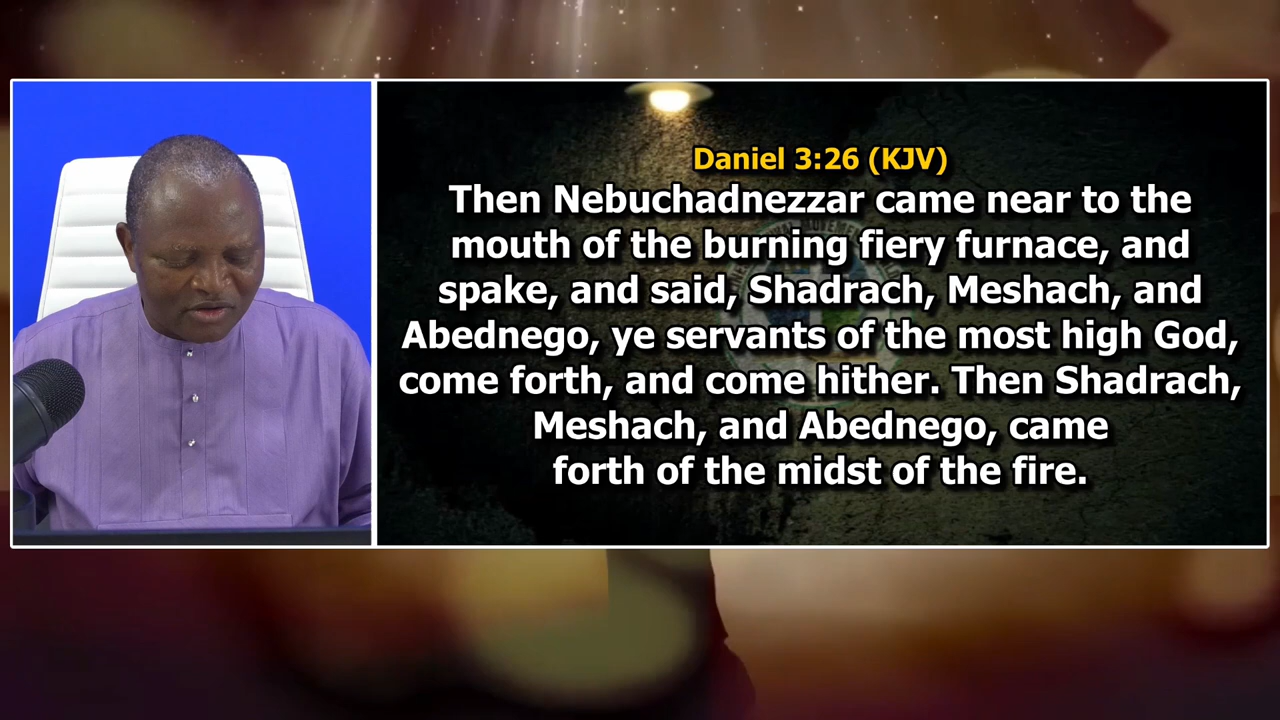 Daniel 3:26 (KJV)
Then Nebuchadnezzar came near to the
mouth of the burning fiery furnace, and
spake, and said, Shadrach, Meshach, and
Abednego, ye servants of the most high God,
come forth, and come hither. Then Shadrach,
Meshach, and Abednego, came
forth of the midst of the fire.